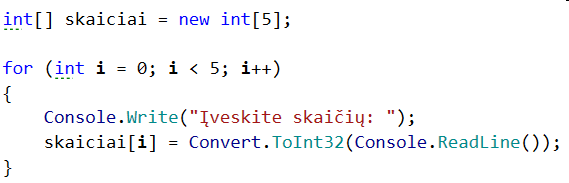 int[] skaiciai = new int[5];
for (int i = 0; i < 5; i++)
{
Console.Write("Įveskite skaičių: ");
skaiciai[i] = Convert.ToInt32(Console.ReadLine());
}